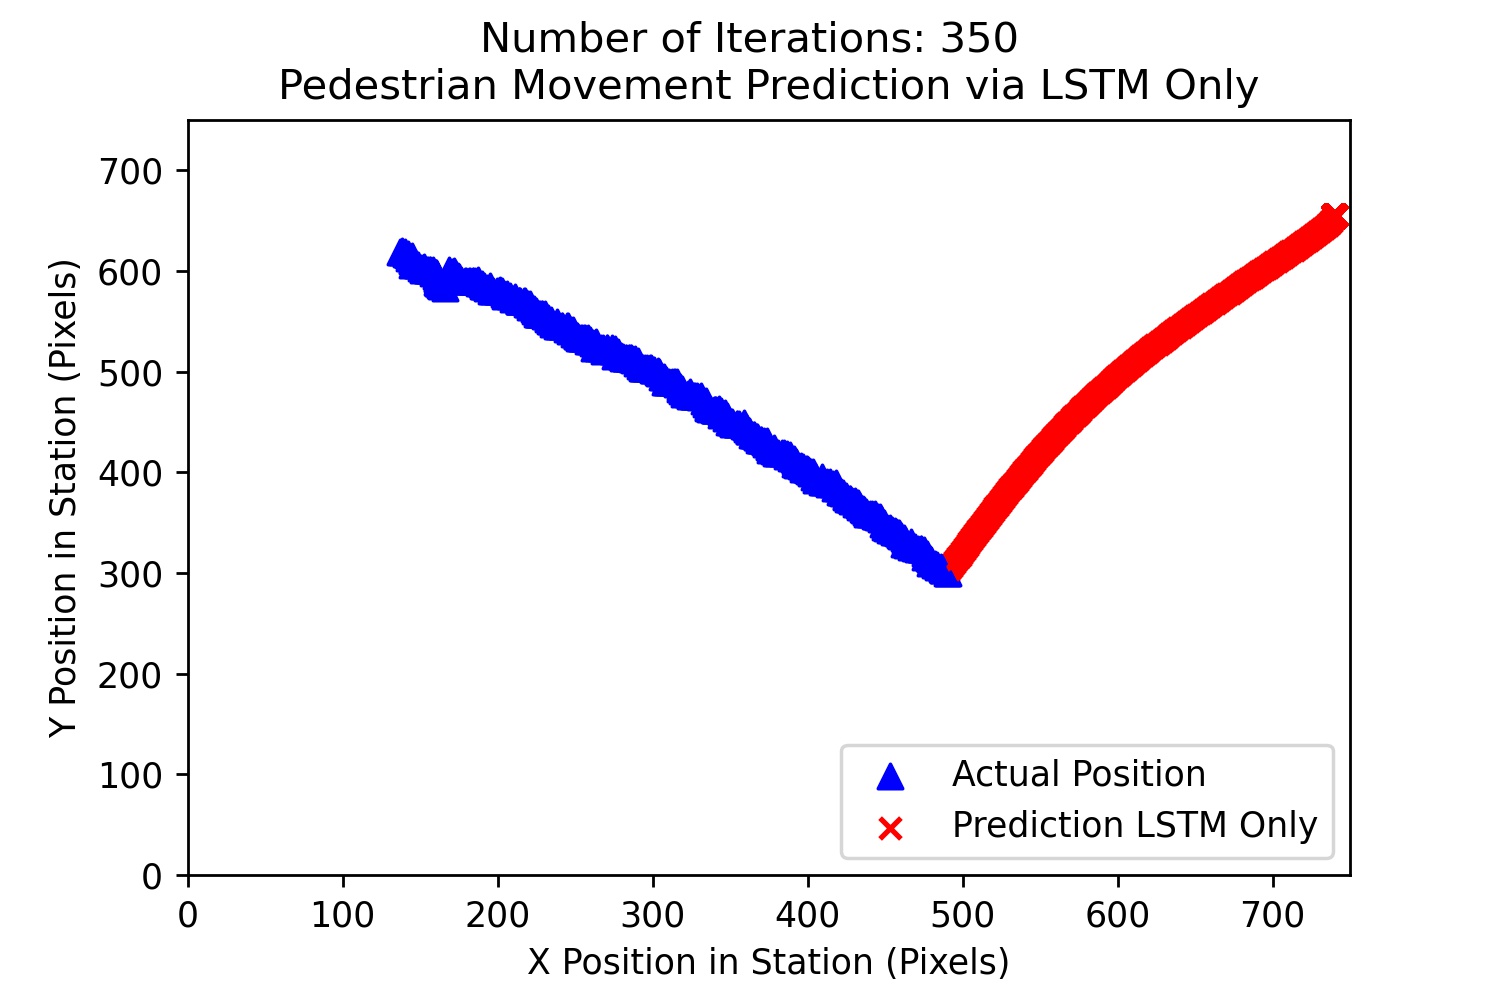 Number of Iterations: 350
Pedestrian Movement Prediction via LSTM Only
Y Position in Station (Pixels)
700
600
500
400
300
200
100
0
0 100 200 300 400 500 600 700
X Position in Station (Pixels)
Actual Position
Prediction LSTM Only